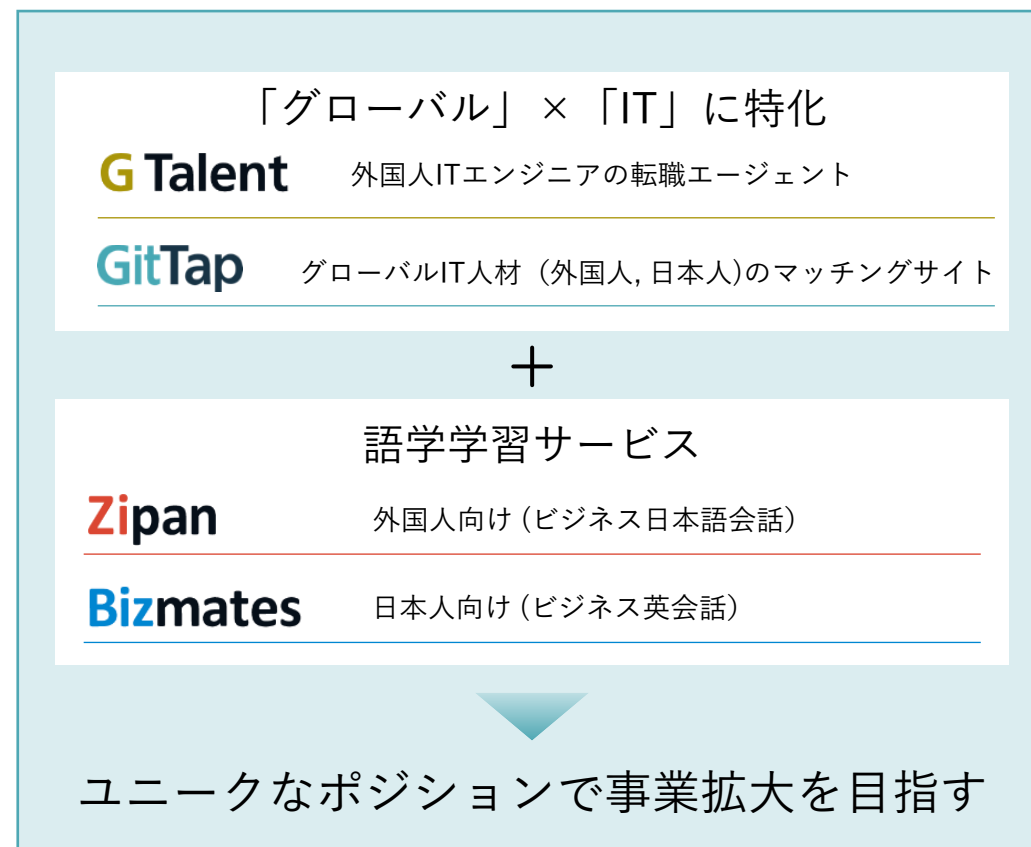 「グローバル」×「IT」に特化
G Talent 外国人ITエンジニアの転職エージェント
GitTap グローバルIT人材（外国人, 日本人)のマッチングサイト
＋
語学学習サービス
Zipan 外国人向け (ビジネス日本語会話）
Bizmates 日本人向け (ビジネス英会話）
ユニークなポジションで事業拡大を目指す